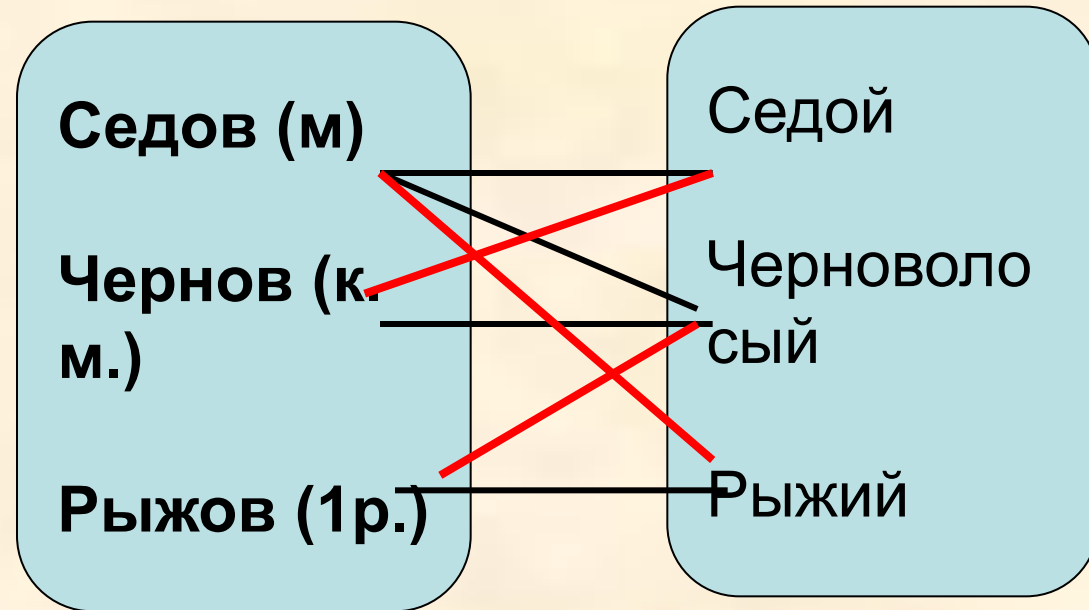 Седов (м)
Чернов (к.
м.)
Рыжов (1р.)
Седой
Черноволо
сый
Рыжий